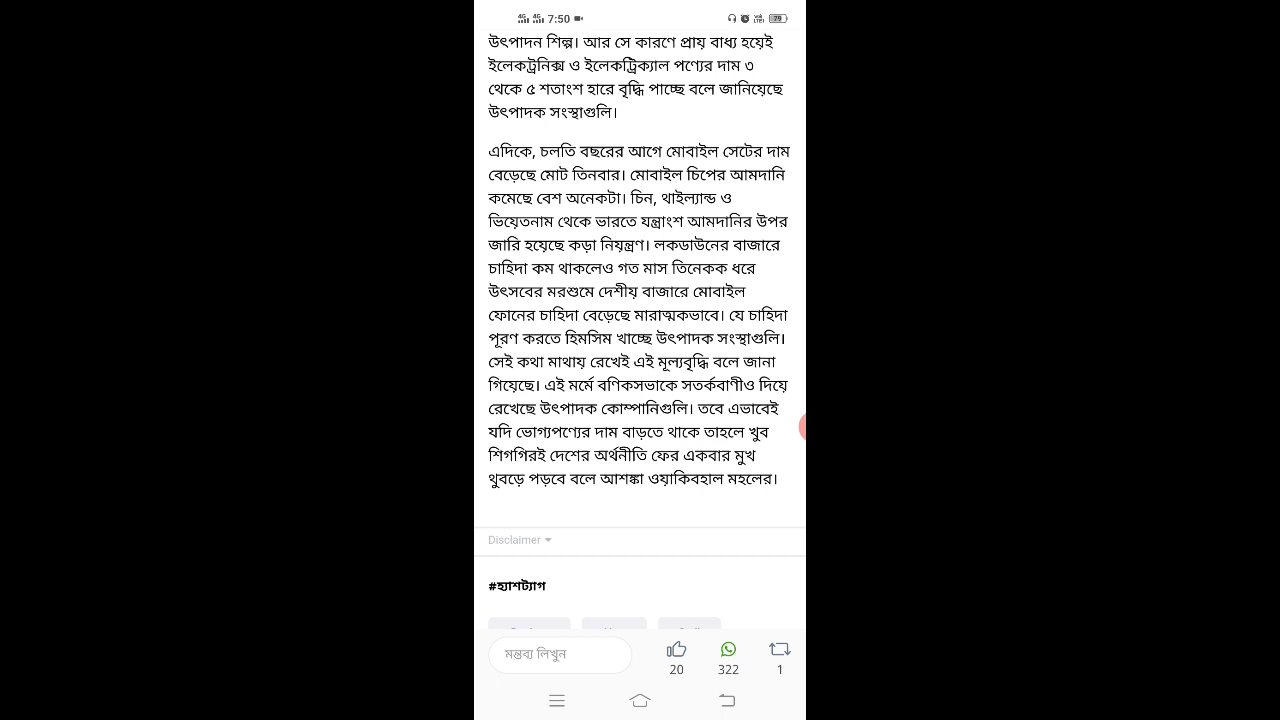 7:50
79
উৎপাদন শিল্প। আর সে কারণে প্রায় বাধ্য হয়েই
ইলেকট্রনিক্স ও ইলেকট্রিক্যাল পণ্যের দাম ৩
থেকে ৫ শতাংশ হারে বৃদ্ধি পাচ্ছে বলে জানিয়েছে
উৎপাদক সংস্থাগুলি।
এদিকে, চলতি বছরের আগে মোবাইল সেটের দাম
বেড়েছে মোট তিনবার। মোবাইল চিপের আমদানি
কমেছে বেশ অনেকটা। চিন, থাইল্যান্ড ও
ভিয়েতনাম থেকে ভারতে যন্ত্রাংশ আমদানির উপর
জারি হয়েছে কড়া নিয়ন্ত্রণ। লকডাউনের বাজারে
চাহিদা কম থাকলেও গত মাস তিনেকক ধরে
উৎসবের মরশুমে দেশীয় বাজারে মোবাইল
ফোনের চাহিদা বেড়েছে মারাত্মকভাবে। যে চাহিদা
পূরণ করতে হিমসিম খাচ্ছে উৎপাদক সংস্থাগুলি।
সেই কথা মাথায় রেখেই এই মূল্যবৃদ্ধি বলে জানা
গিয়েছে। এই মর্মে বণিকসভাকে সতর্কবাণীও দিয়ে
রেখেছে উৎপাদক কোম্পানিগুলি। তবে এভাবেই
যদি ভোগ্যপণ্যের দাম বাড়তে থাকে তাহলে খুব
শিগগিরই দেশের অর্থনীতি ফের একবার মুখ
থুবড়ে পড়বে বলে আশঙ্কা ওয়াকিবহাল মহলের।
Disclaimer
#হ্যাশট্যাগ
মন্তব্য লিখুন
20 322 1